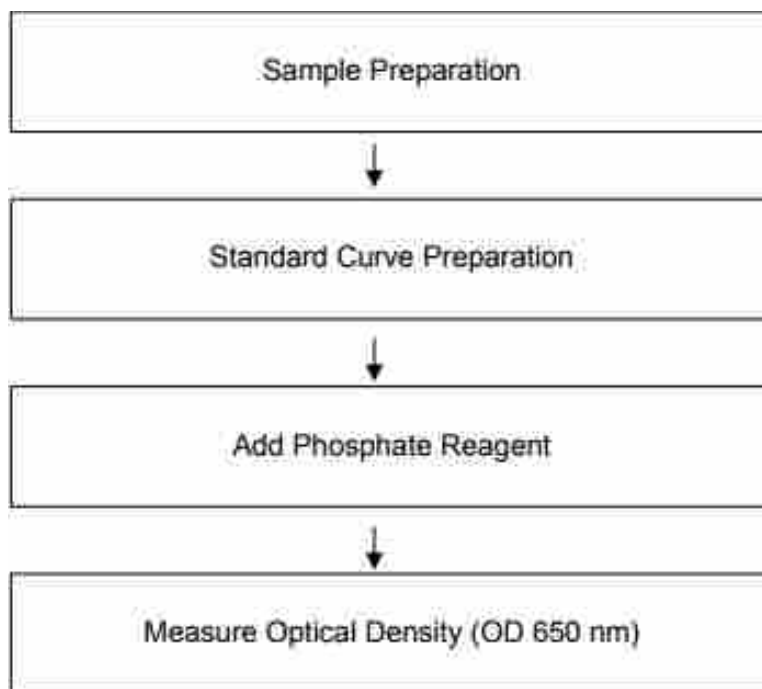 Sample Preparation
Standard Curve Preparation
Add Phosphate Reagent
Measure Optical Density (OD 650 nm)